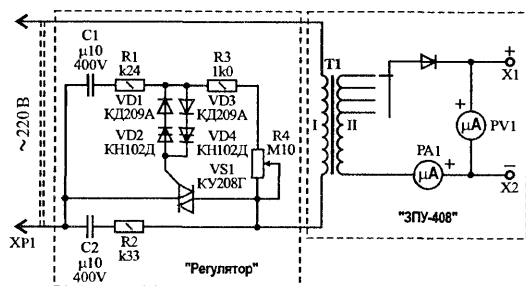 C1
µ10
400V
R1
k24
R3
1k0
VD1
КД209А
VD3
КД209А
VD2
КН102Д
VD4
КН102Д
R4
М10
VS1
КУ208Г
~220 В
XP1
C2
µ10
400V
R2
k33
"Регулятор"
T1
I
II
+
X1
+
µA
PV1
PA1
µA
+
–
X2
"ЗПУ-408"